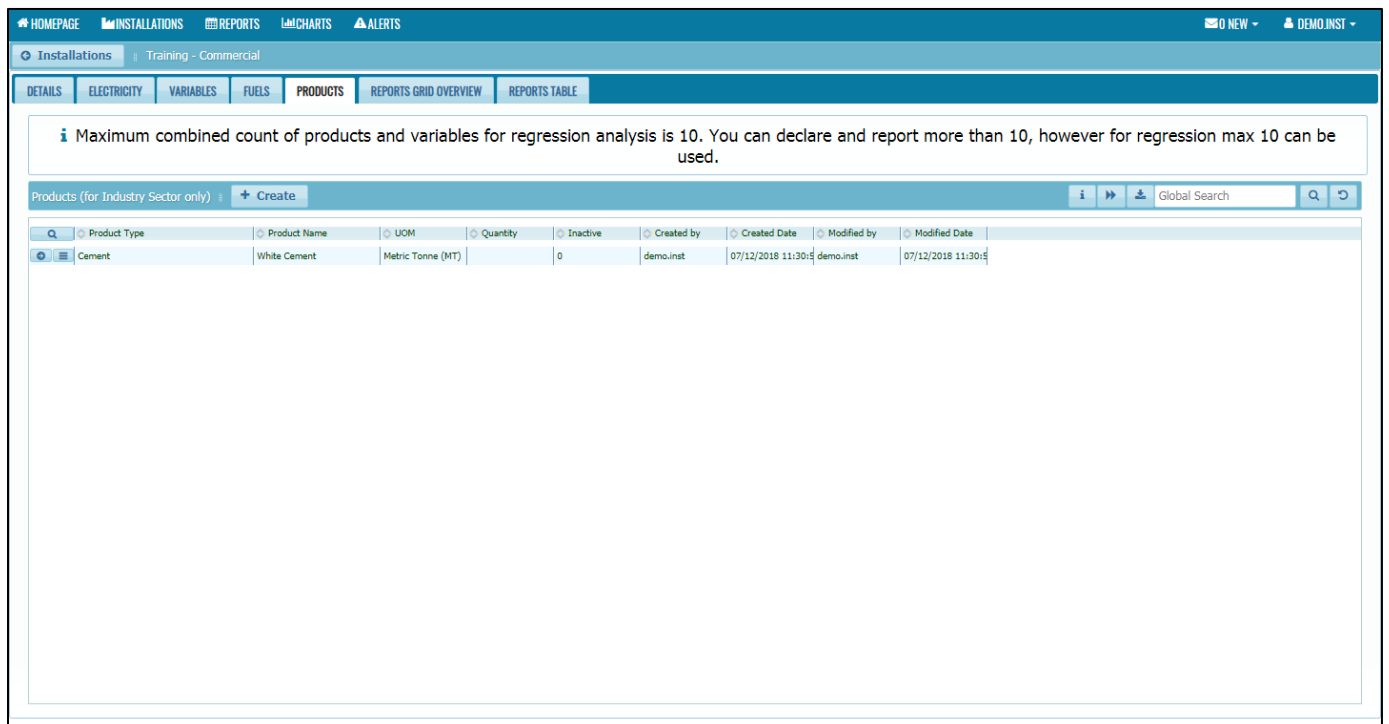 HOMEPAGE INSTALLATIONS REPORTS CHARTS ALERTS 0 NEW DEMO.INST
Installations Training - Commercial
DETAILS ELECTRICITY VARIABLES FUELS PRODUCTS REPORTS GRID OVERVIEW REPORTS TABLE
i Maximum combined count of products and variables for regression analysis is 10. You can declare and report more than 10, however for regression max 10 can be
used.
Products (for Industry Sector only) + Create i Global Search
Product Type Product Name UOM Quantity Inactive Created by Created Date Modified by Modified Date
Cement White Cement Metric Tonne (MT) 0 demo.inst 07/12/2018 11:30:5 demo.inst 07/12/2018 11:30:5